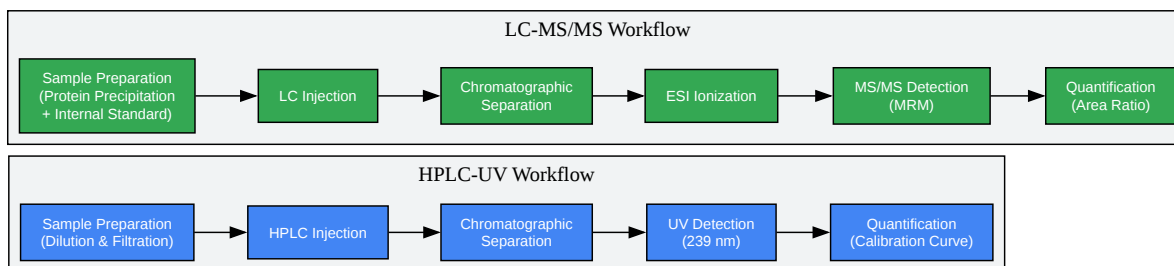 LC-MS/MS Workflow
Sample Preparation
(Protein Precipitation
+ Internal Standard)
LC Injection
Chromatographic
Separation
ESI Ionization
MS/MS Detection
(MRM)
Quantification
(Area Ratio)
HPLC-UV Workflow
Sample Preparation
(Dilution & Filtration)
HPLC Injection
Chromatographic
Separation
UV Detection
(239 nm)
Quantification
(Calibration Curve)